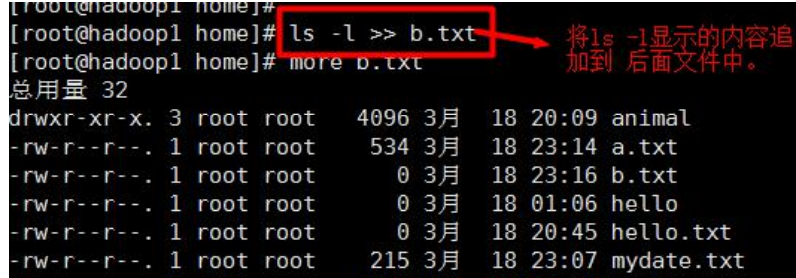 [root@hadoop1 home]#
[root@hadoop1 home]# ls -l >> b.txt
将ls -l显示的内容追
加到 后面文件中。
[root@hadoop1 home]# more b.txt
总用量 32
drwxr-xr-x. 3 root root 4096 3月 18 20:09 animal
-rw-r--r--. 1 root root 534 3月 18 23:14 a.txt
-rw-r--r--. 1 root root 0 3月 18 23:16 b.txt
-rw-r--r--. 1 root root 0 3月 18 01:06 hello
-rw-r--r--. 1 root root 0 3月 18 20:45 hello.txt
-rw-r--r--. 1 root root 215 3月 18 23:07 mydate.txt